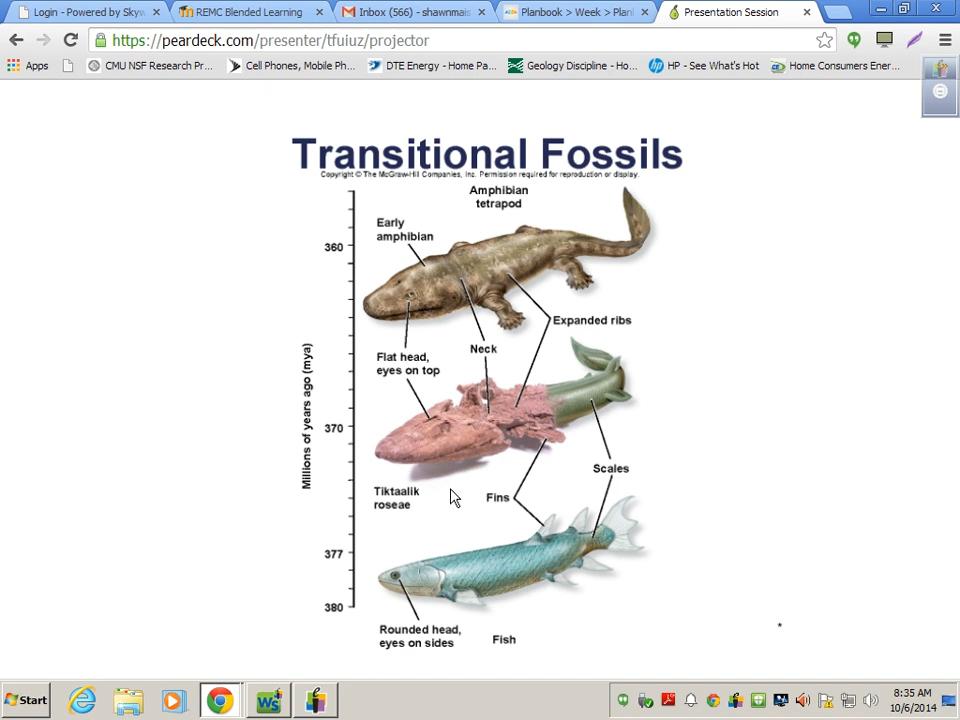 Login - Powered by Skyw
REMC Blended Learning
Inbox (566) - shawnmais
Planbook > Week > Plan
Presentation Session
https://peardeck.com/presenter/tfuiuz/projector
Apps
CMU NSF Research Pr...
Cell Phones, Mobile Ph...
DTE Energy - Home Pa...
Geology Discipline - Ho...
HP - See What's Hot
Home Consumers Ener...
Transitional Fossils
Copyright © The McGraw-Hill Companies, Inc. Permission required for reproduction or display.
Amphibian
tetrapod
Early
amphibian
360
Expanded ribs
Neck
Flat head,
eyes on top
Millions of years ago (mya)
370
Scales
Tiktaalik
roseae
Fins
377
380
Rounded head,
eyes on sides
Fish
*
Start
8:35 AM
10/6/2014